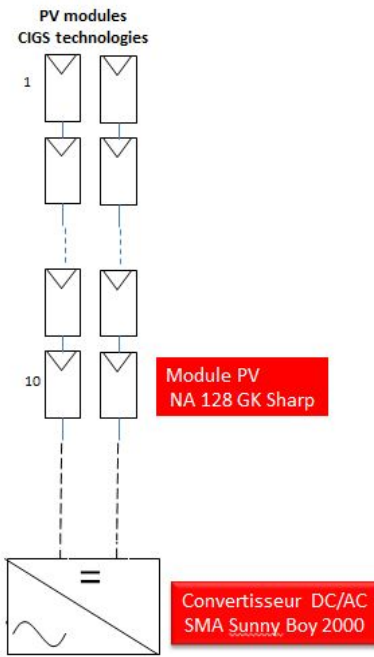 PV modules
CIGS technologies
1
10
Module PV
NA 128 GK Sharp
Convertisseur DC/AC
SMA Sunny Boy 2000